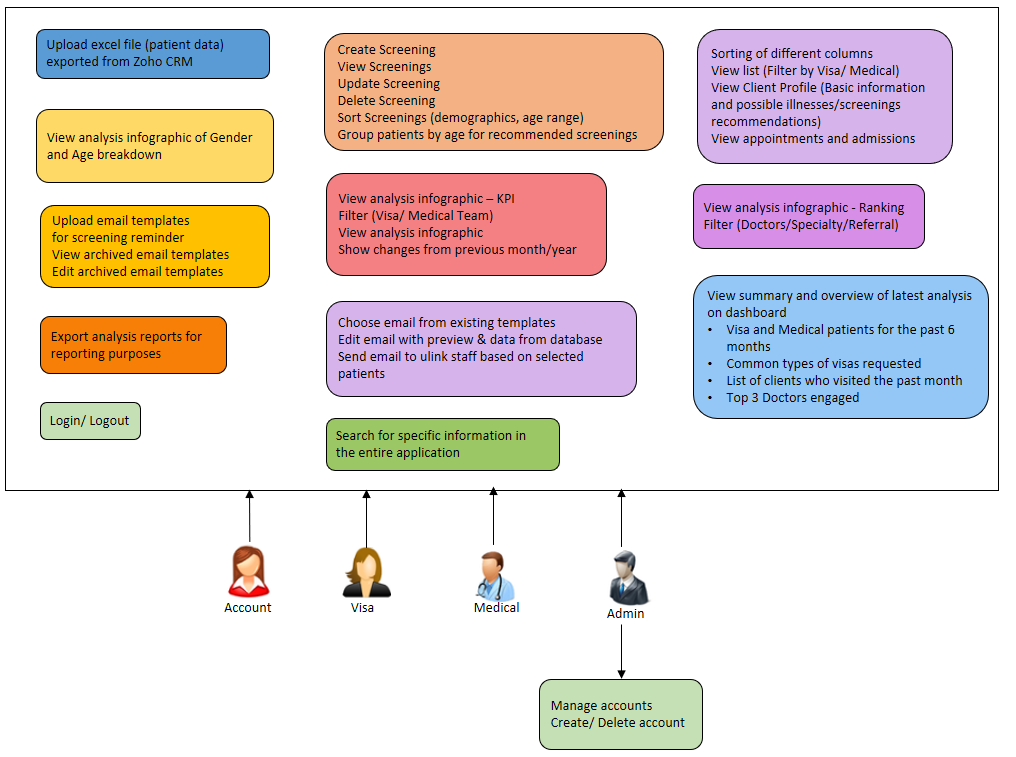 Upload excel file (patient data)
exported from Zoho CRM
View analysis infographic of Gender
and Age breakdown
Upload email templates
for screening reminder
View archived email templates
Edit archived email templates
Export analysis reports for
reporting purposes
Login/ Logout
Create Screening
View Screenings
Update Screening
Delete Screening
Sort Screenings (demographics, age range)
Group patients by age for recommended screenings
View analysis infographic – KPI
Filter (Visa/ Medical Team)
View analysis infographic
Show changes from previous month/year
Choose email from existing templates
Edit email with preview & data from database
Send email to ulink staff based on selected
patients
Search for specific information in
the entire application
Sorting of different columns
View list (Filter by Visa/ Medical)
View Client Profile (Basic information
and possible illnesses/screenings
recommendations)
View appointments and admissions
View analysis infographic - Ranking
Filter (Doctors/Specialty/Referral)
View summary and overview of latest analysis
on dashboard
• Visa and Medical patients for the past 6
months
• Common types of visas requested
• List of clients who visited the past month
• Top 3 Doctors engaged
Account
Visa
Medical
Admin
Manage accounts
Create/ Delete account